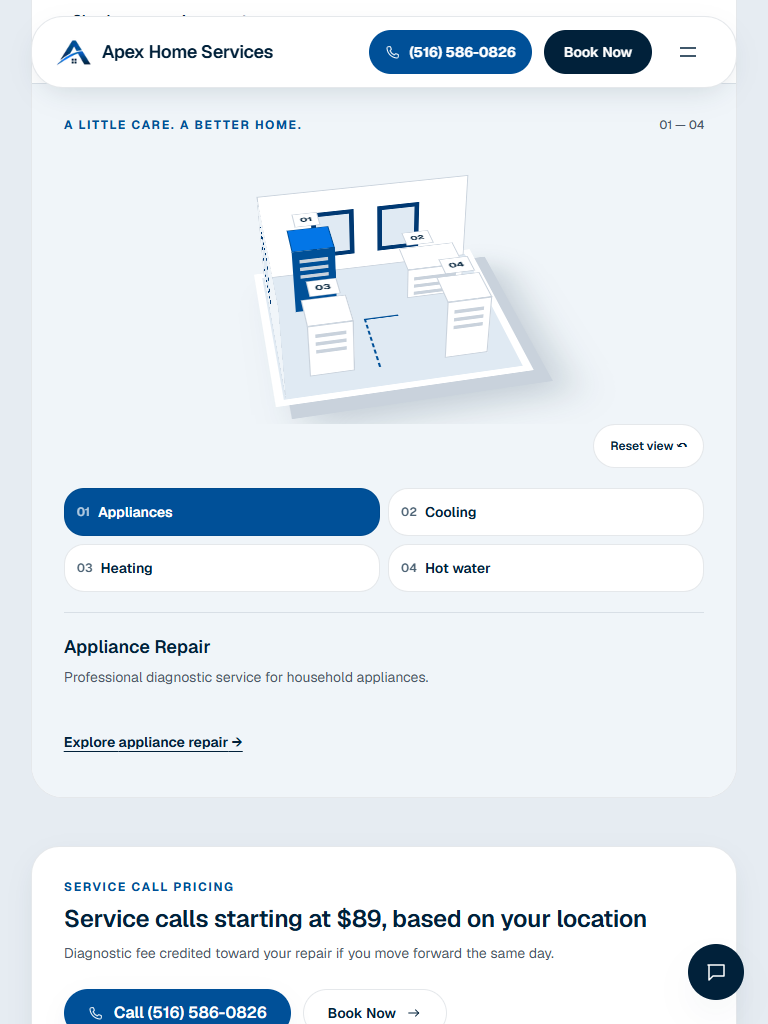 Apex Home Services
(516) 586-0826
Book Now
A LITTLE CARE. A BETTER HOME.
01 — 04
01
02
04
03
Reset view
01 Appliances
02 Cooling
03 Heating
04 Hot water
Appliance Repair
Professional diagnostic service for household appliances.
Explore appliance repair →
SERVICE CALL PRICING
Service calls starting at $89, based on your location
Diagnostic fee credited toward your repair if you move forward the same day.
Call (516) 586-0826
Book Now →